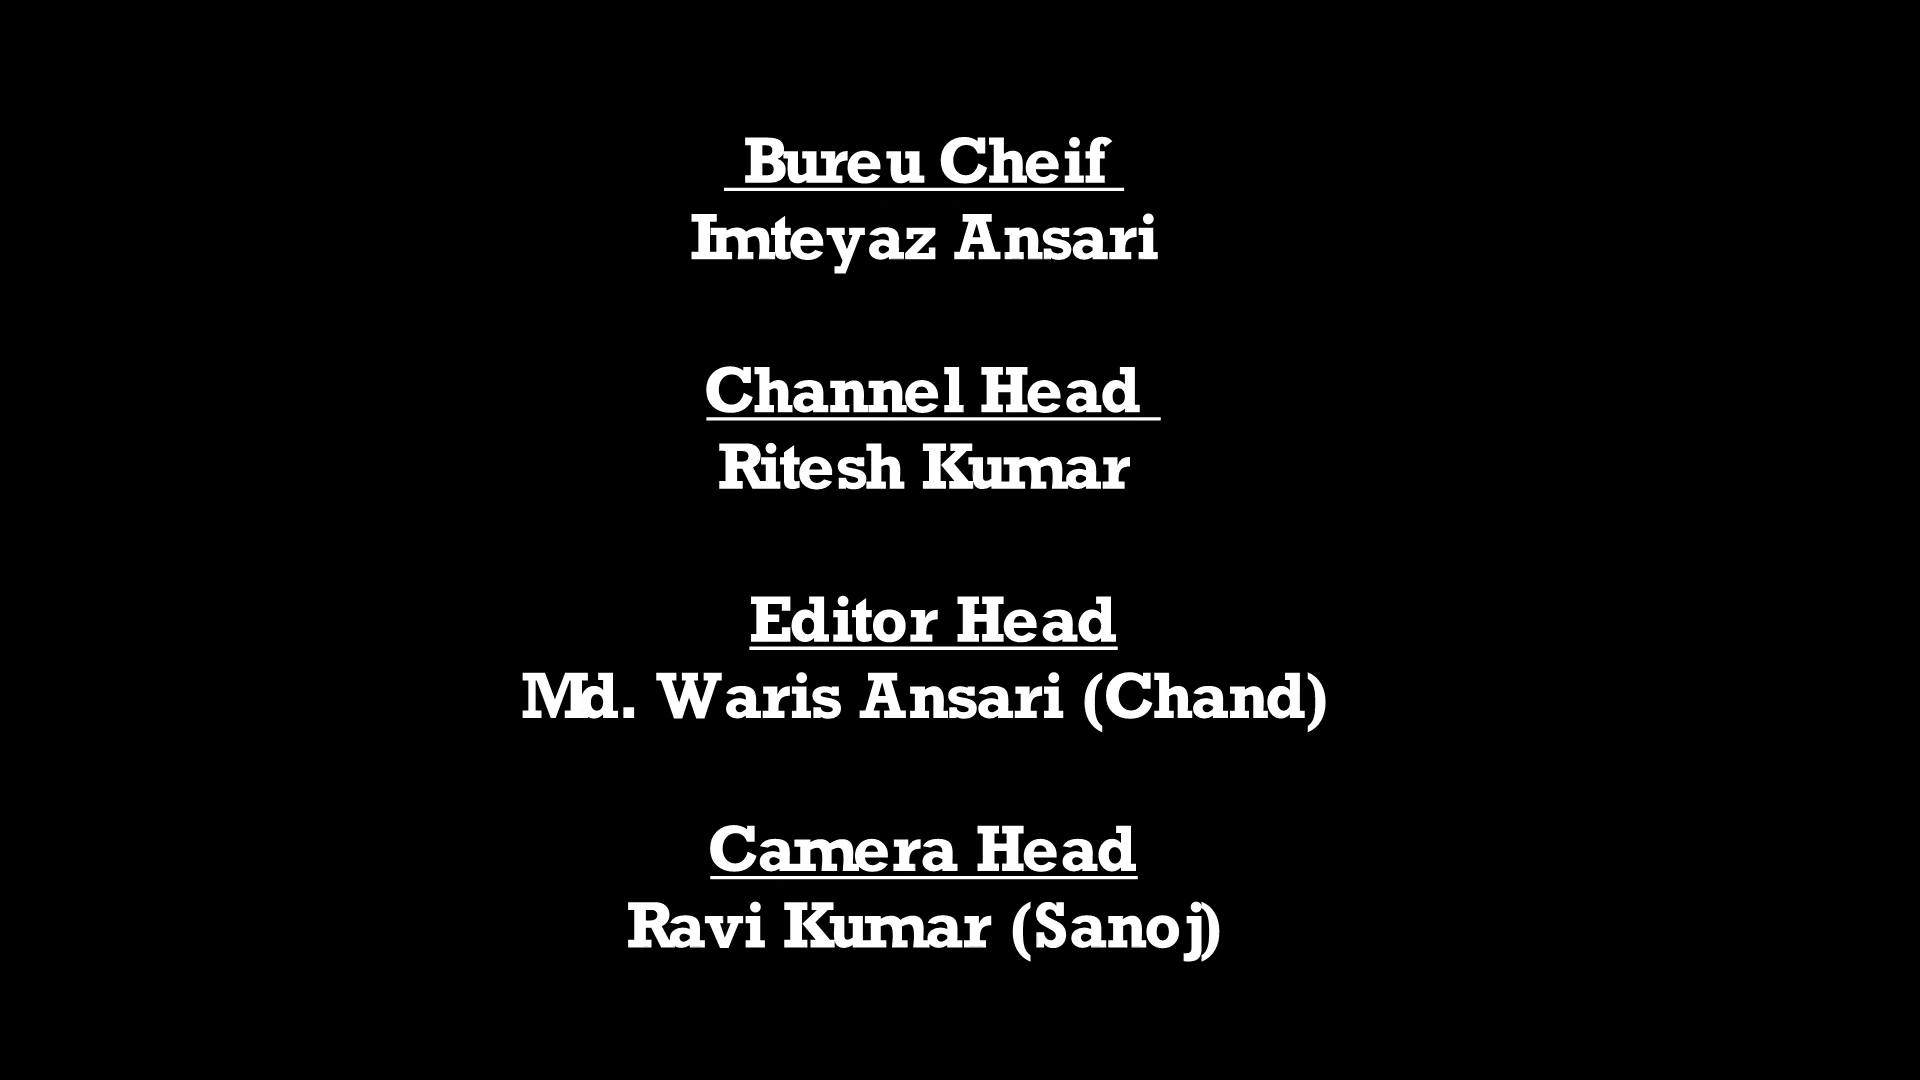 Bureu Cheif
Imteyaz Ansari
Channel Head
Ritesh Kumar
Editor Head
Md. Waris Ansari (Chand)
Camera Head
Ravi Kumar (Sanoj)